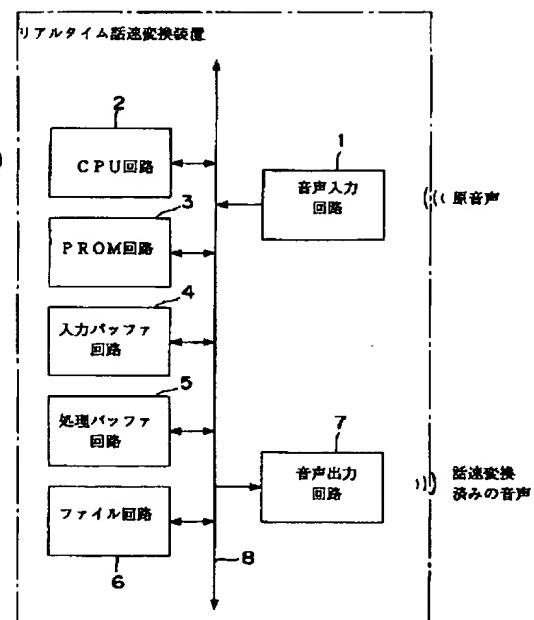 リアルタイム話速変換装置
2
CPU回路
3
PROM回路
4
入力バッファ
回路
5
処理バッファ
回路
ファイル回路
6
1
音声入力
回路
原音声
7
音声出力
回路
話速変換
済みの音声
8